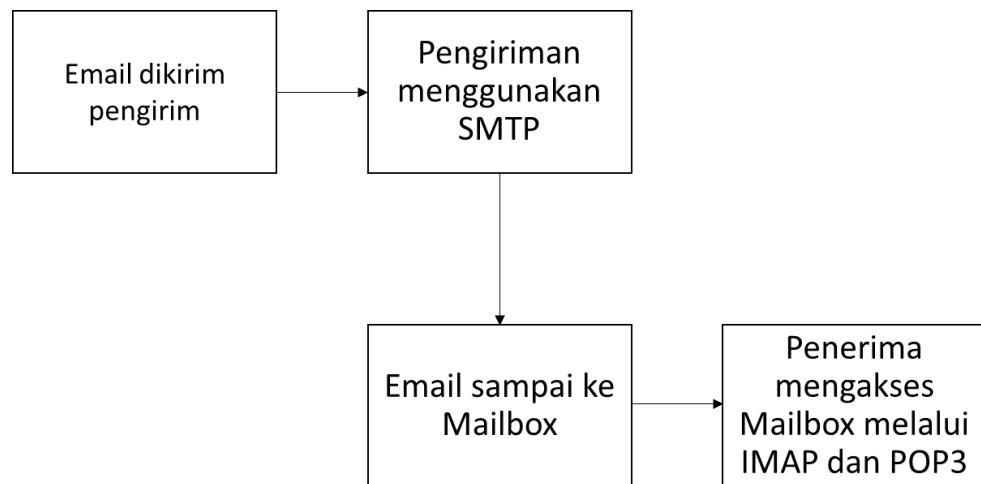 Email dikirim
pengirim
Pengiriman
menggunakan
SMTP
Email sampai ke
Mailbox
Penerima
mengakses
Mailbox melalui
IMAP dan POP3